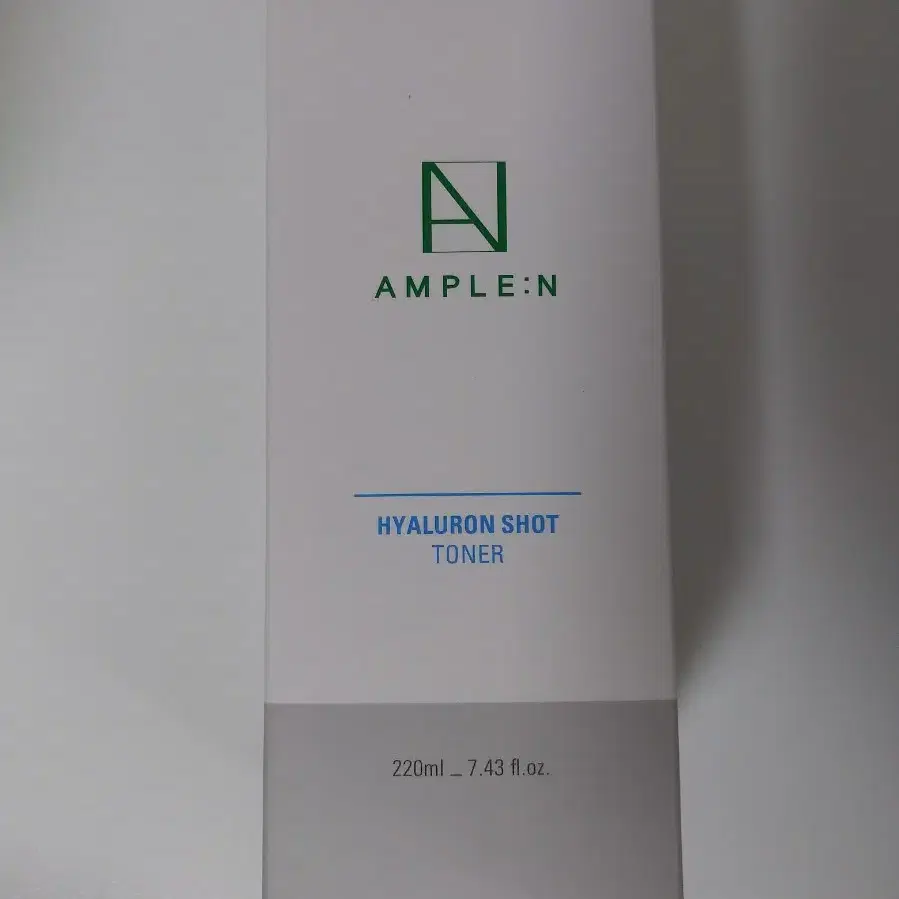 AMPLE:N
HYALURON SHOT
TONER
220ml _ 7.43 fl.oz.